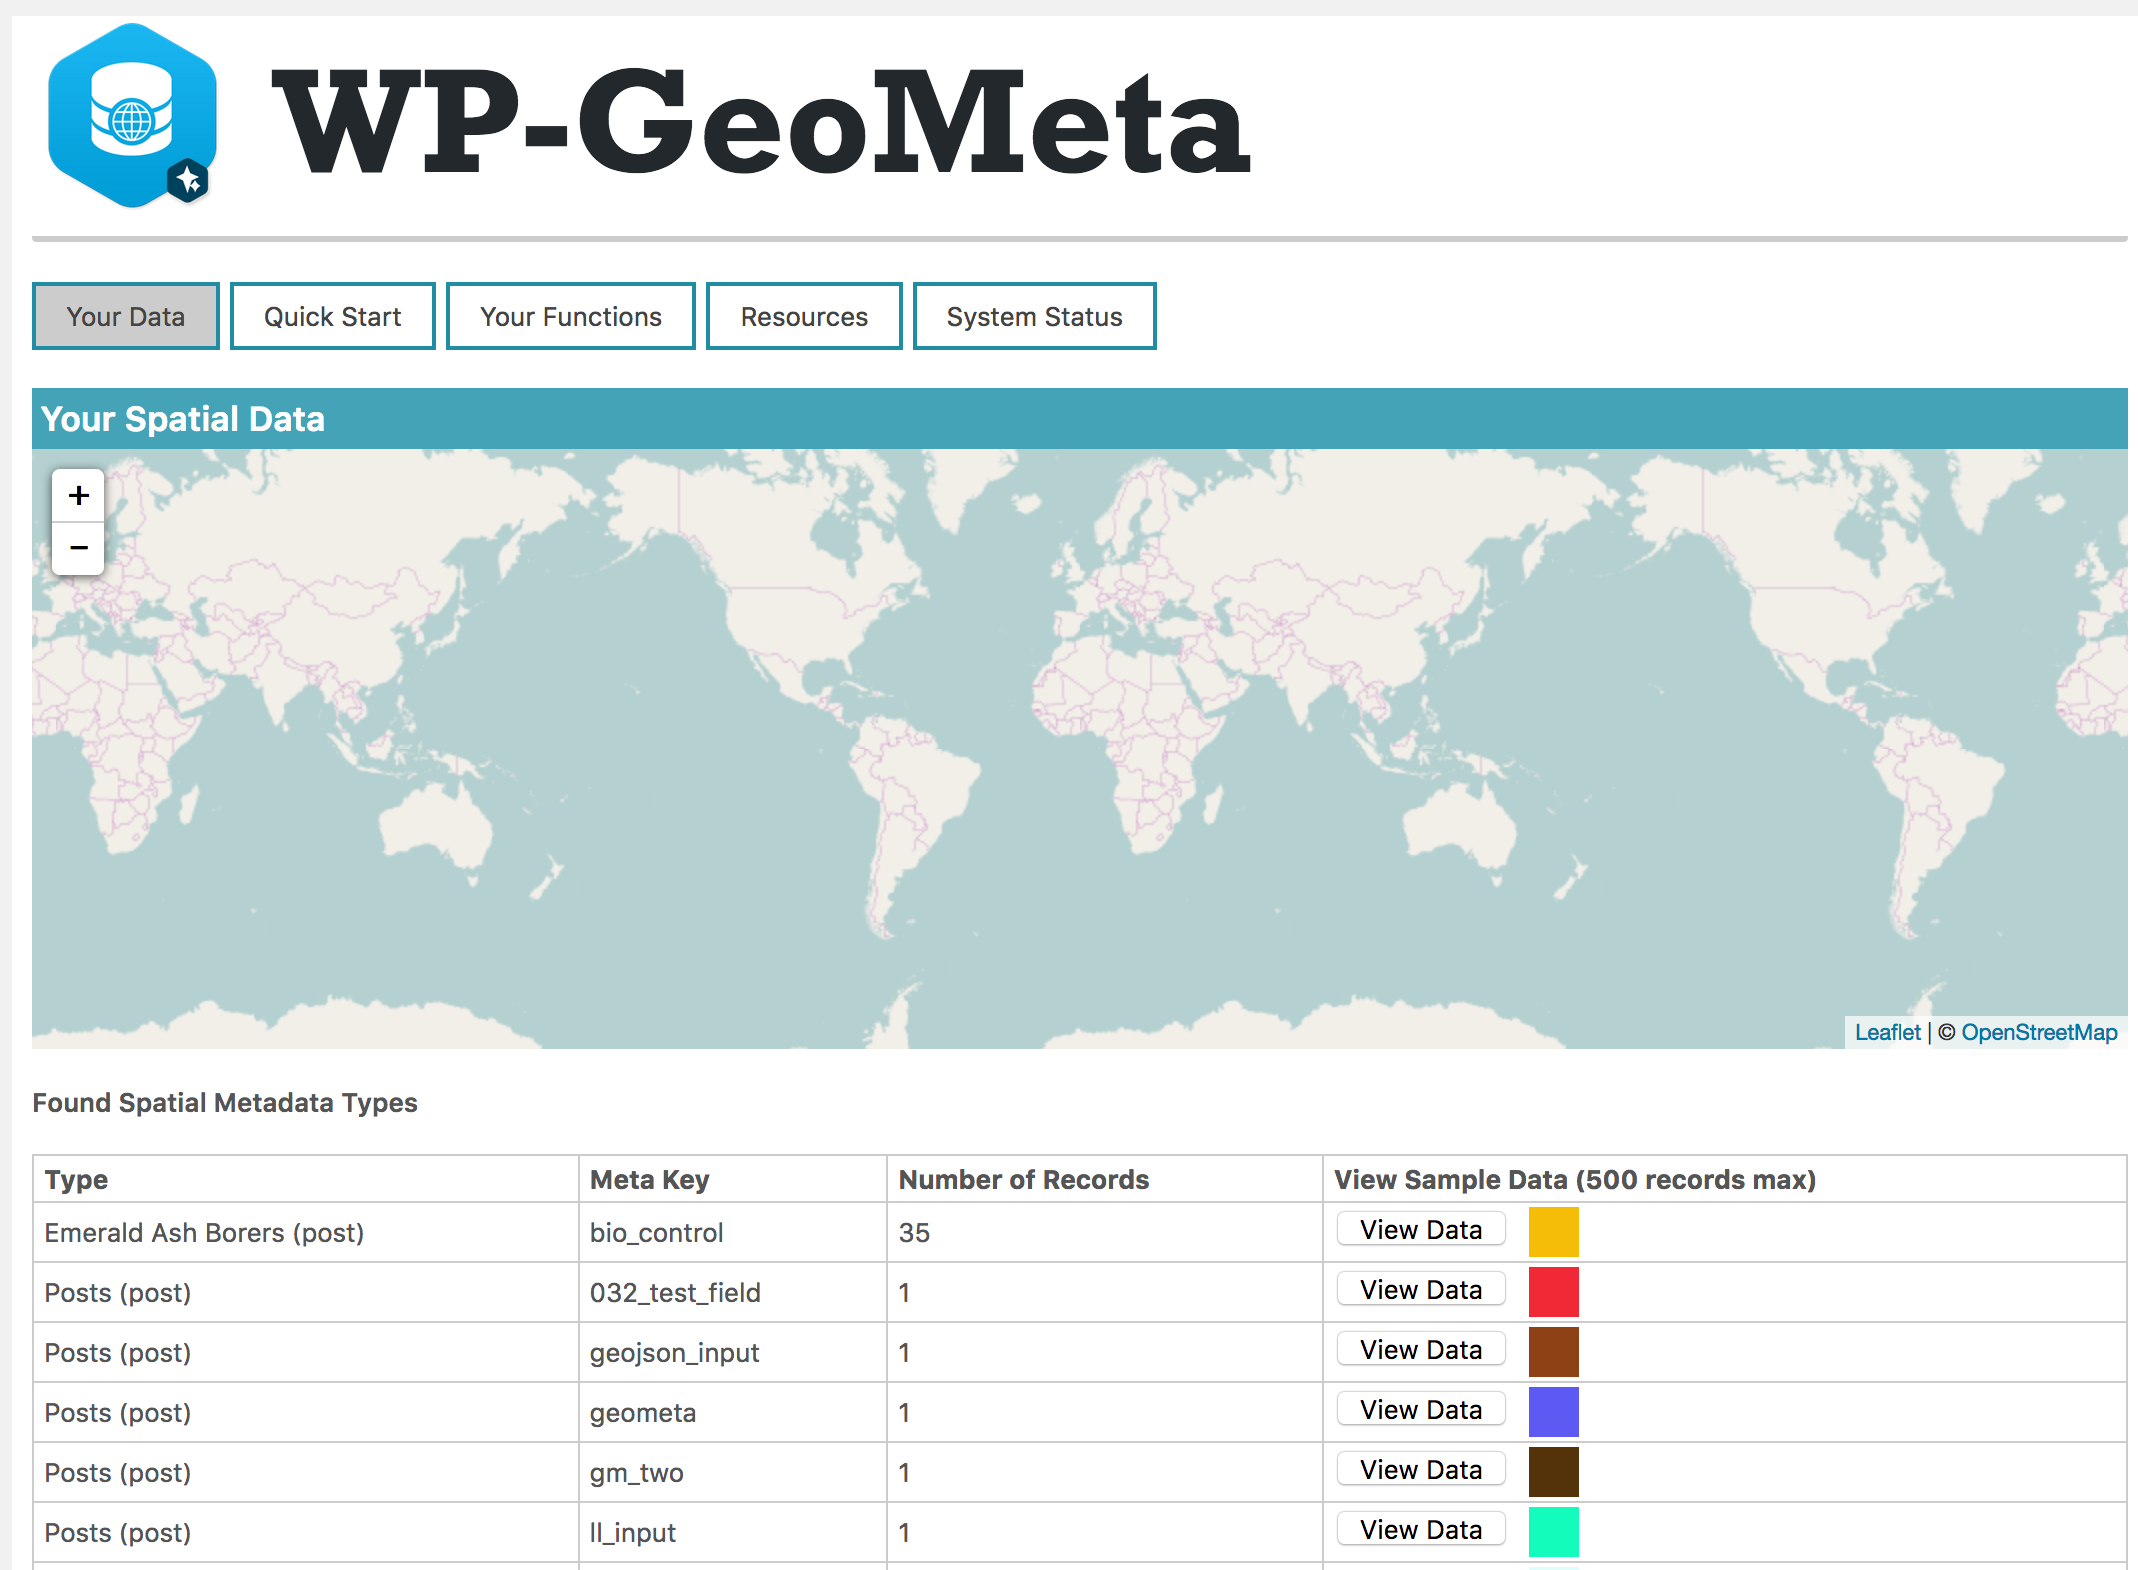 WP-GeoMeta
Your Data Quick Start Your Functions Resources System Status
Your Spatial Data
+
−
Leaflet | © OpenStreetMap
Found Spatial Metadata Types
Type Meta Key Number of Records View Sample Data (500 records max)
Emerald Ash Borers (post) bio_control 35 View Data
Posts (post) 032_test_field 1 View Data
Posts (post) geojson_input 1 View Data
Posts (post) geometa 1 View Data
Posts (post) gm_two 1 View Data
Posts (post) ll_input 1 View Data